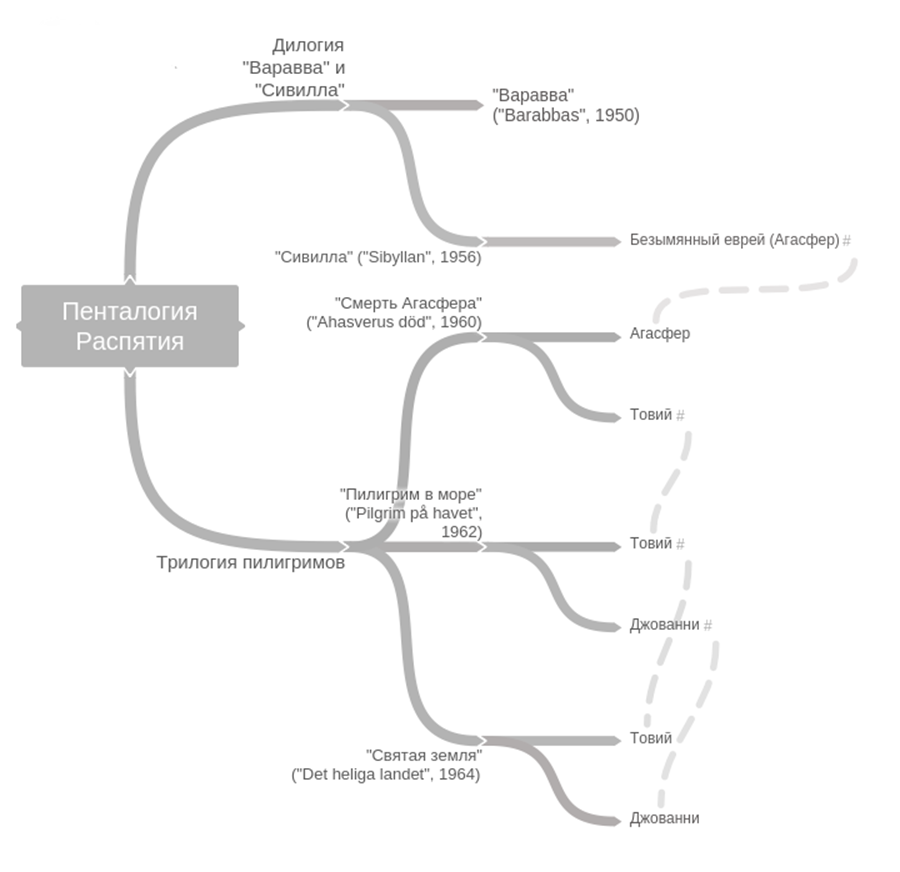 Дилогия
"Варавва" и
"Сивилла"
"Варавва"
("Barabbas", 1950)
Безымянный еврей (Агасфер) #
"Сивилла" ("Sibyllan", 1956)
Пенталогия
Распятия
"Смерть Агасфера"
("Ahasverus död", 1960)
Агасфер
Товий #
"Пилигрим в море"
("Pilgrim på havet",
1962)
Товий #
Трилогия пилигримов
Джованни #
Товий
"Святая земля"
("Det heliga landet", 1964)
Джованни